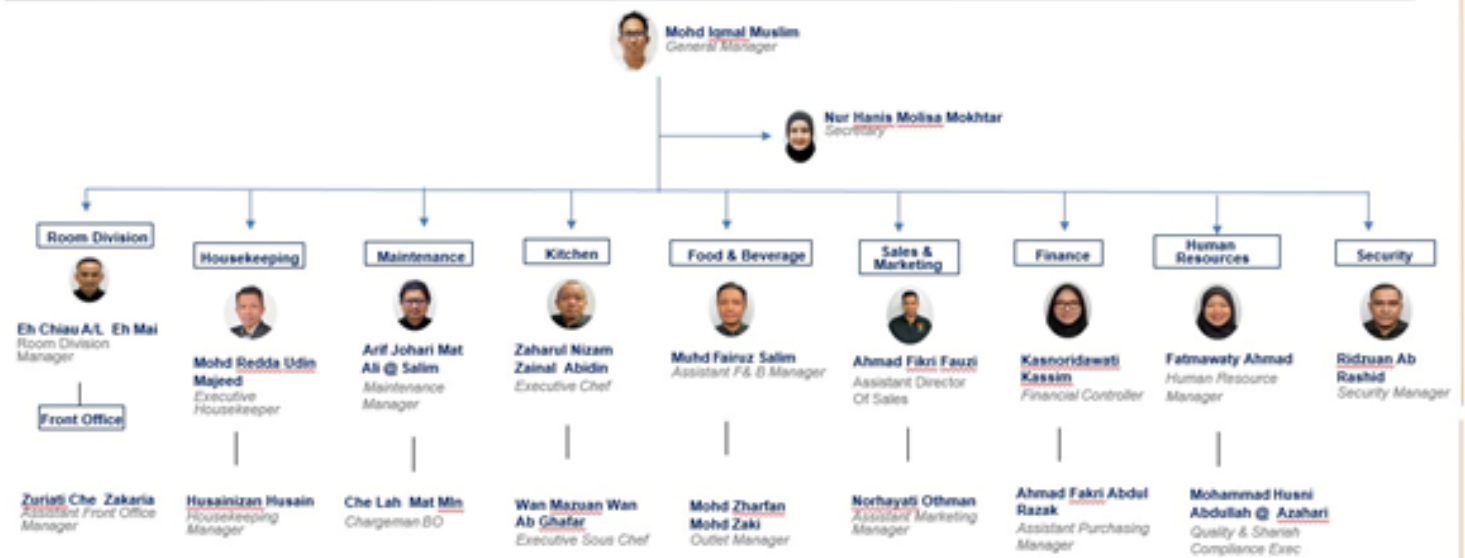 Mohd Iqmal Muslim
General Manager
Nur Hanis Molisa Mokhtar
Secretary
Room Division
Eh Chiau A/L Eh Mai
Room Division
Manager
Front Office
Zuriati Che Zakaria
Assistant Front Office
Manager
Housekeeping
Mohd Redda Udin
Majeed
Executive
Housekeeper
Husainizan Husain
Housekeeping
Manager
Maintenance
Arif Johari Mat
Ali @ Salim
Maintenance
Manager
Che Lah Mat MIn
Chargeman BO
Kitchen
Zaharul Nizam
Zainal Abidin
Executive Chef
Wan Mazuan Wan
Ab Ghafar
Executive Sous Chef
Food & Beverage
Muhd Fairuz Salim
Assistant F& B Manager
Mohd Zharfan
Mohd Zaki
Outlet Manager
Sales &
Marketing
Ahmad Fikri Fauzi
Assistant Director
Of Sales
Norhayati Othman
Assistant Marketing
Manager
Finance
Kasnoridawati
Kassim
Financial Controller
Ahmad Fakri Abdul
Razak
Assistant Purchasing
Manager
Human
Resources
Fatmawaty Ahmad
Human Resource
Manager
Mohammad Husni
Abdullah @ Azahari
Quality & Shariah
Compliance Exec
Security
Ridzuan Ab
Rashid
Security Manager